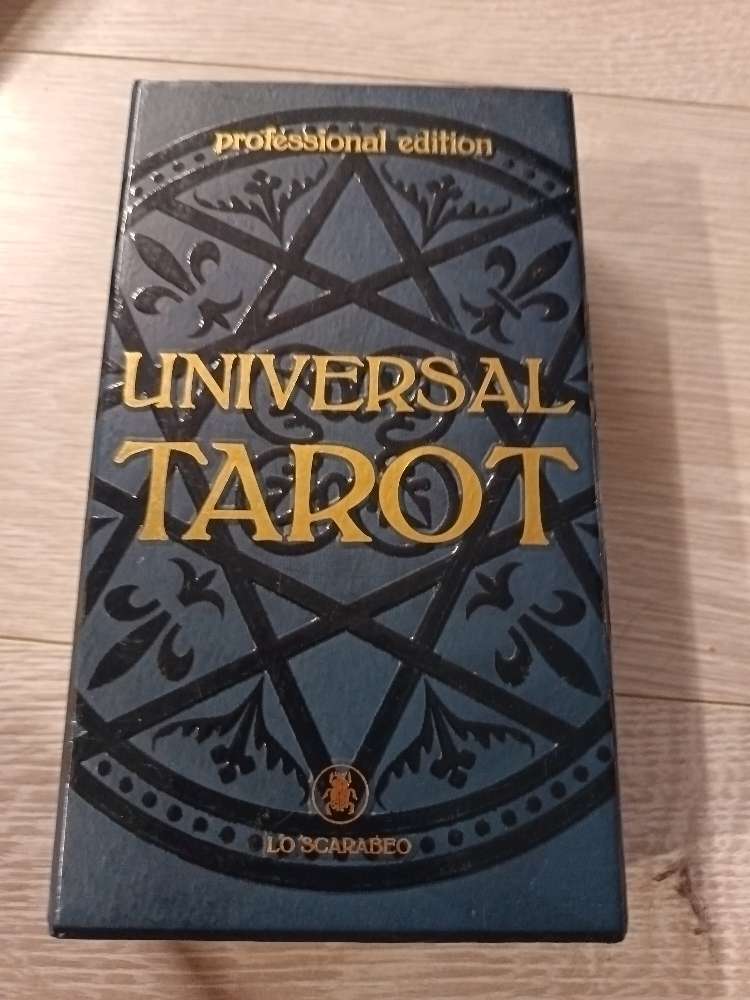 professional edition
UNIVERSAL
TAROT
LO SCARABEO